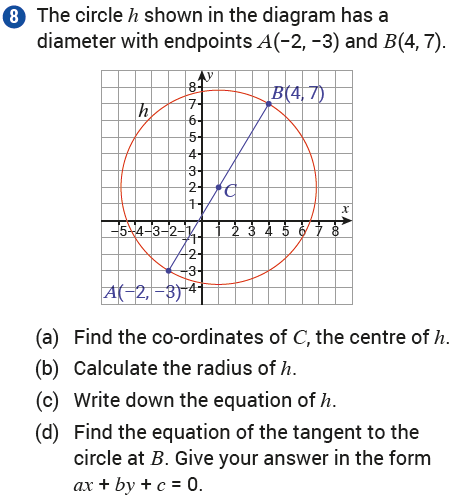 8 The circle h shown in the diagram has a
diameter with endpoints A(−2, −3) and B(4, 7).
y
8
B(4, 7)
7
h
6
5
4
3
2
C
1
x
−5−4−3−2−1 1 2 3 4 5 6 7 8
−1
−2
−3
A(−2, −3)
−4
(a) Find the co-ordinates of C, the centre of h.
(b) Calculate the radius of h.
(c) Write down the equation of h.
(d) Find the equation of the tangent to the
circle at B. Give your answer in the form
ax + by + c = 0.